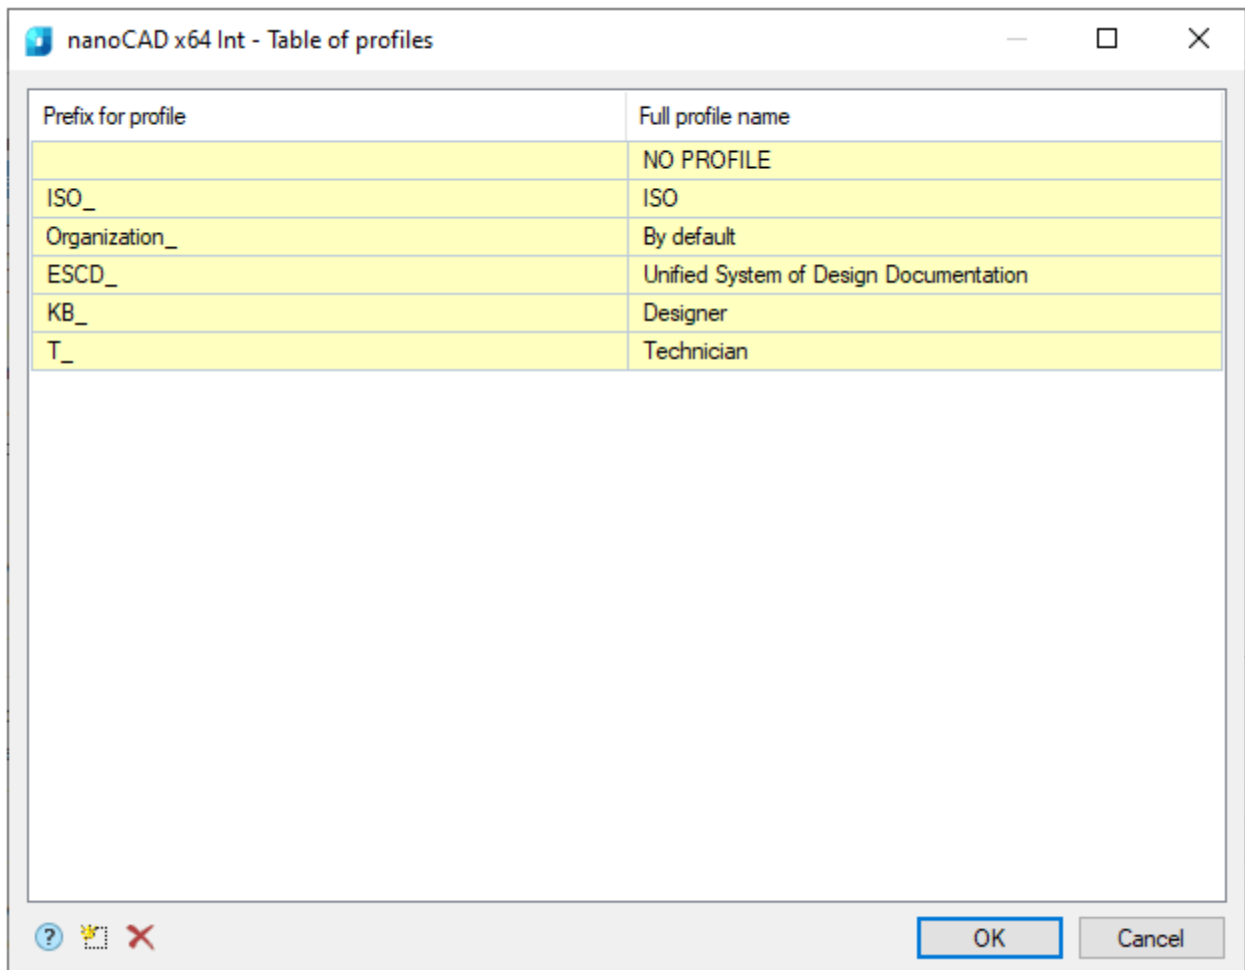 nanoCAD x64 Int - Table of profiles
Prefix for profile Full profile name
NO PROFILE
ISO_ ISO
Organization_ By default
ESCD_ Unified System of Design Documentation
KB_ Designer
T_ Technician
? OK Cancel